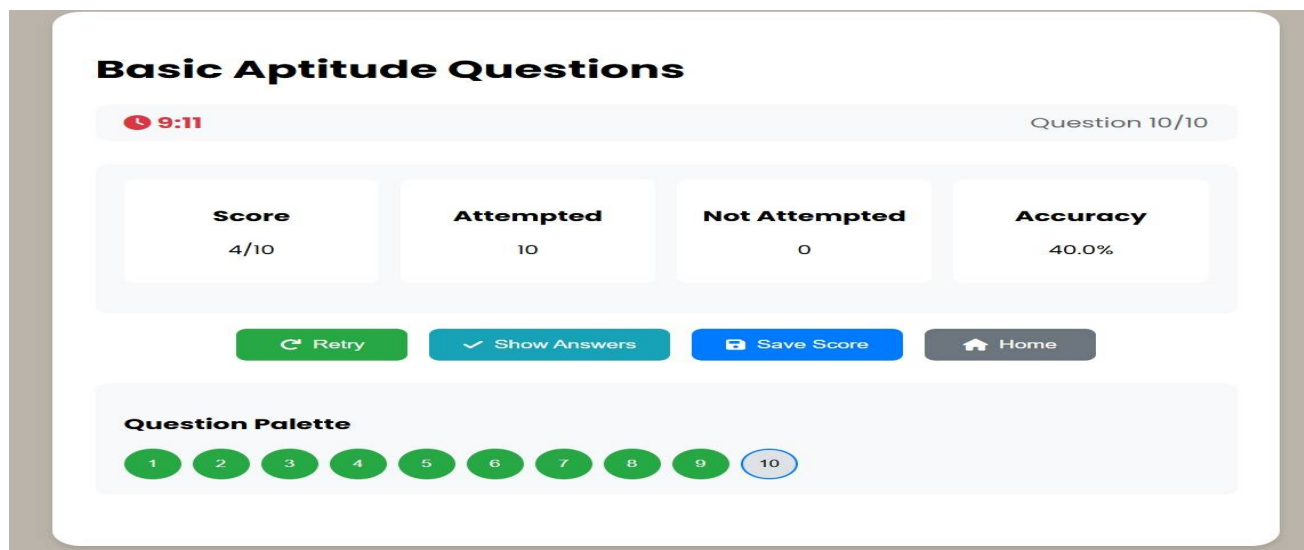 Basic Aptitude Questions
9:11 Question 10/10
Score Attempted Not Attempted Accuracy
4/10 10 0 40.0%
Retry Show Answers Save Score Home
Question Palette
1 2 3 4 5 6 7 8 9 10